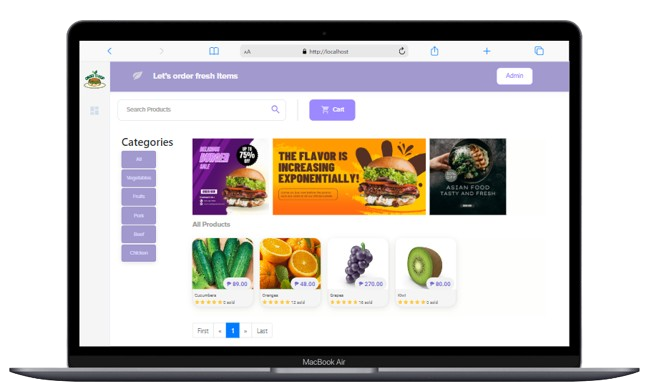 AA
http://localhost
Let's order fresh items
Admin
Search Products
Cart
Categories
All
Vegetables
Fruits
Pork
Beef
Chicken
DELICIOUS
BURGER
SALE
UP TO
75%
OFF
THE FLAVOR IS
INCREASING
EXPONENTIALLY!
ASIAN FOOD
TASTY AND FRESH
All Products
₱ 89.00
Cucumbers
0 sold
₱ 48.00
Oranges
12 sold
₱ 270.00
Grapes
16 sold
₱ 80.00
Kiwi
0 sold
First
«
1
»
Last
MacBook Air